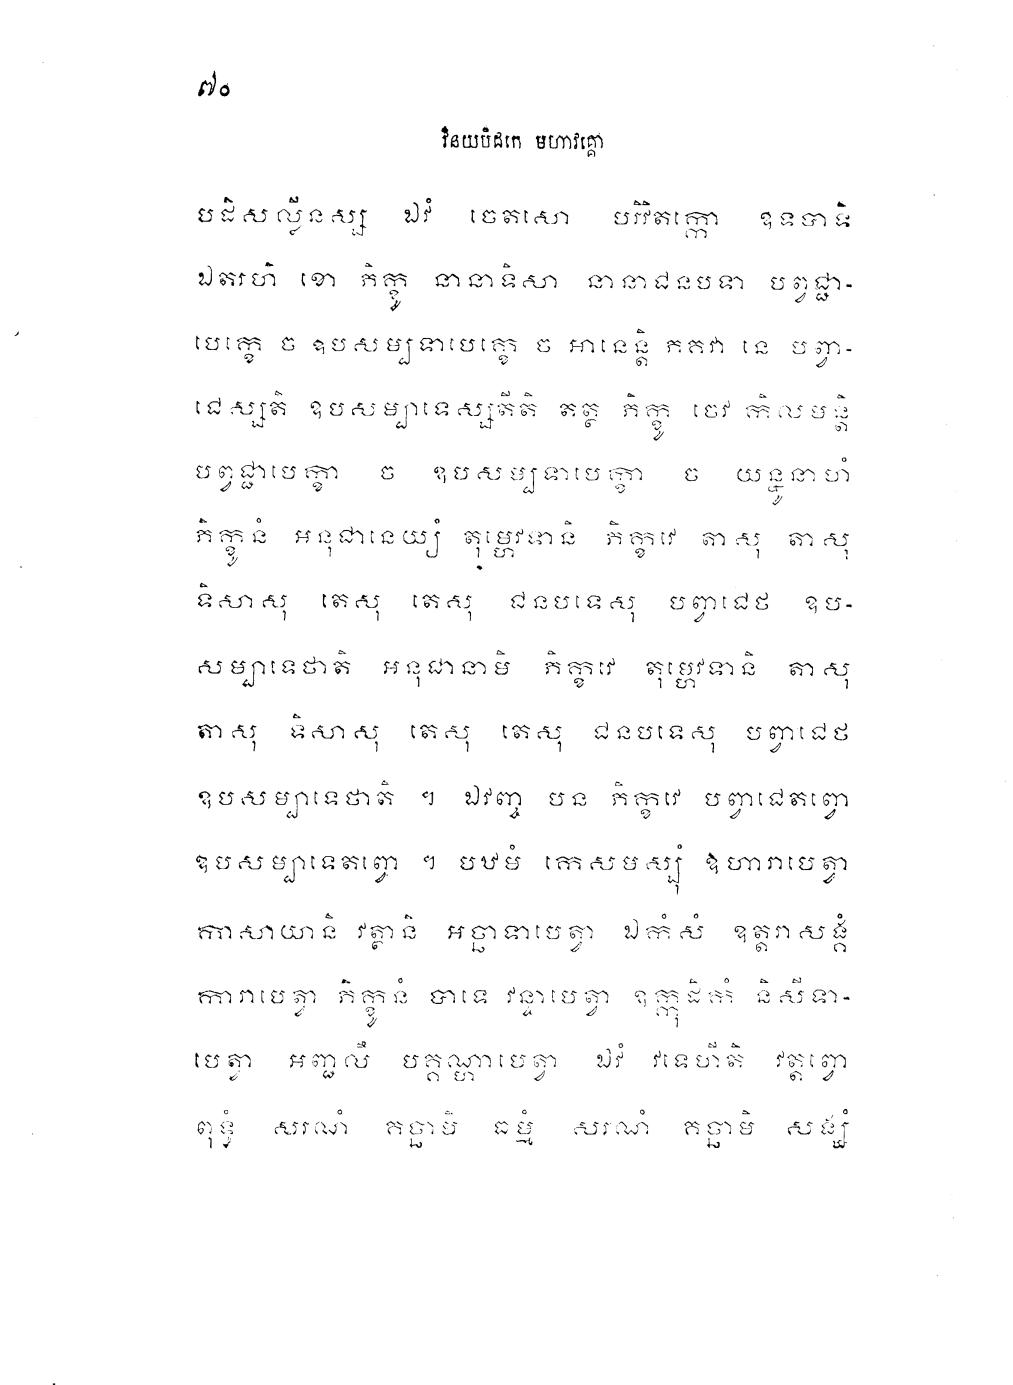 ៧០
វិនយបិដកេ មហាវគ្គោ
បដិសល្លីនស្ស ឯវំ ចេតសោ បរិវិតក្កោ ឧទបាទិ
ឯតរហិ ខោ ភិក្ខូ នានាទិសា នានាជនបទា បព្វជ្ជា-
បេក្ខេ ច ឧបសម្បទាបេក្ខេ ច អានេន្តិ ភគវា នេ បព្វា-
ជេស្សតិ ឧបសម្បាទេស្សតីតិ តត្ថ ភិក្ខូ ចេវ កិលមន្តិ
បព្វជ្ជាបេក្ខា ច ឧបសម្បទាបេក្ខា ច យន្នូនាហំ
ភិក្ខូនំ អនុជានេយ្យំ តុម្ហេវទានិ ភិក្ខវេ តាសុ តាសុ
ទិសាសុ តេសុ តេសុ ជនបទេសុ បព្វាជេថ ឧប-
សម្បាទេថាតិ អនុជានាមិ ភិក្ខវេ តុម្ហេវទានិ តាសុ
តាសុ ទិសាសុ តេសុ តេសុ ជនបទេសុ បព្វាជេថ
ឧបសម្បាទេថាតិ ។ ឯវញ្ច បន ភិក្ខវេ បព្វាជេតព្វោ
ឧបសម្បាទេតព្វោ ។ បឋមំ កេសមស្សុំ ឱហារាបេត្វា
កាសាយានិ វត្ថានិ អច្ឆាទាបេត្វា ឯកំសំ ឧត្តរាសង្គំ
ការាបេត្វា ភិក្ខូនំ បាទេ វន្ទាបេត្វា ឧក្កុដិកំ និសីទា-
បេត្វា អញ្ជលឹ បគ្គណ្ហាបេត្វា ឯវំ វទេហីតិ វត្តព្វោ
ពុទ្ធំ សរណំ គច្ឆាមិ ធម្មំ សរណំ គច្ឆាមិ សង្ឃំ